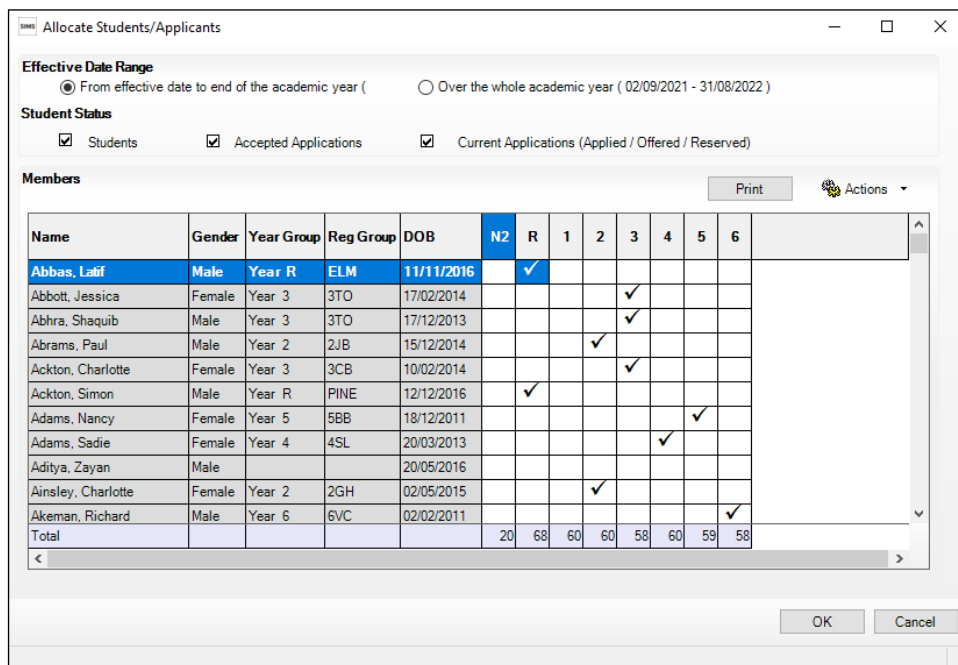 SIMS Allocate Students/Applicants
Effective Date Range
From effective date to end of the academic year ( Over the whole academic year ( 02/09/2021 - 31/08/2022 )
Student Status
Students Accepted Applications Current Applications (Applied / Offered / Reserved)
Members
Print Actions
Name Gender Year Group Reg Group DOB N2 R 1 2 3 4 5 6
Abbas, Latif Male Year R ELM 11/11/2016
Abbott, Jessica Female Year 3 3TO 17/02/2014
Abhra, Shaquib Male Year 3 3TO 17/12/2013
Abrams, Paul Male Year 2 2JB 15/12/2014
Ackton, Charlotte Female Year 3 3CB 10/02/2014
Ackton, Simon Male Year R PINE 12/12/2016
Adams, Nancy Female Year 5 5BB 18/12/2011
Adams, Sadie Female Year 4 4SL 20/03/2013
Aditya, Zayan Male 20/05/2016
Ainsley, Charlotte Female Year 2 2GH 02/05/2015
Akeman, Richard Male Year 6 6VC 02/02/2011
Total 20 68 60 60 58 60 59 58
OK Cancel